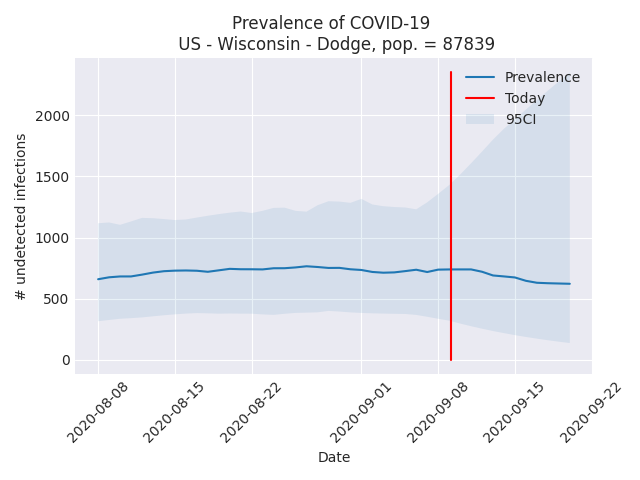 Prevalence of COVID-19
US - Wisconsin - Dodge, pop. = 87839
Prevalence
Today
95CI
2000
1500
1000
500
0
# undetected infections
2020-08-08
2020-08-15
2020-08-22
2020-09-01
2020-09-08
2020-09-15
2020-09-22
Date